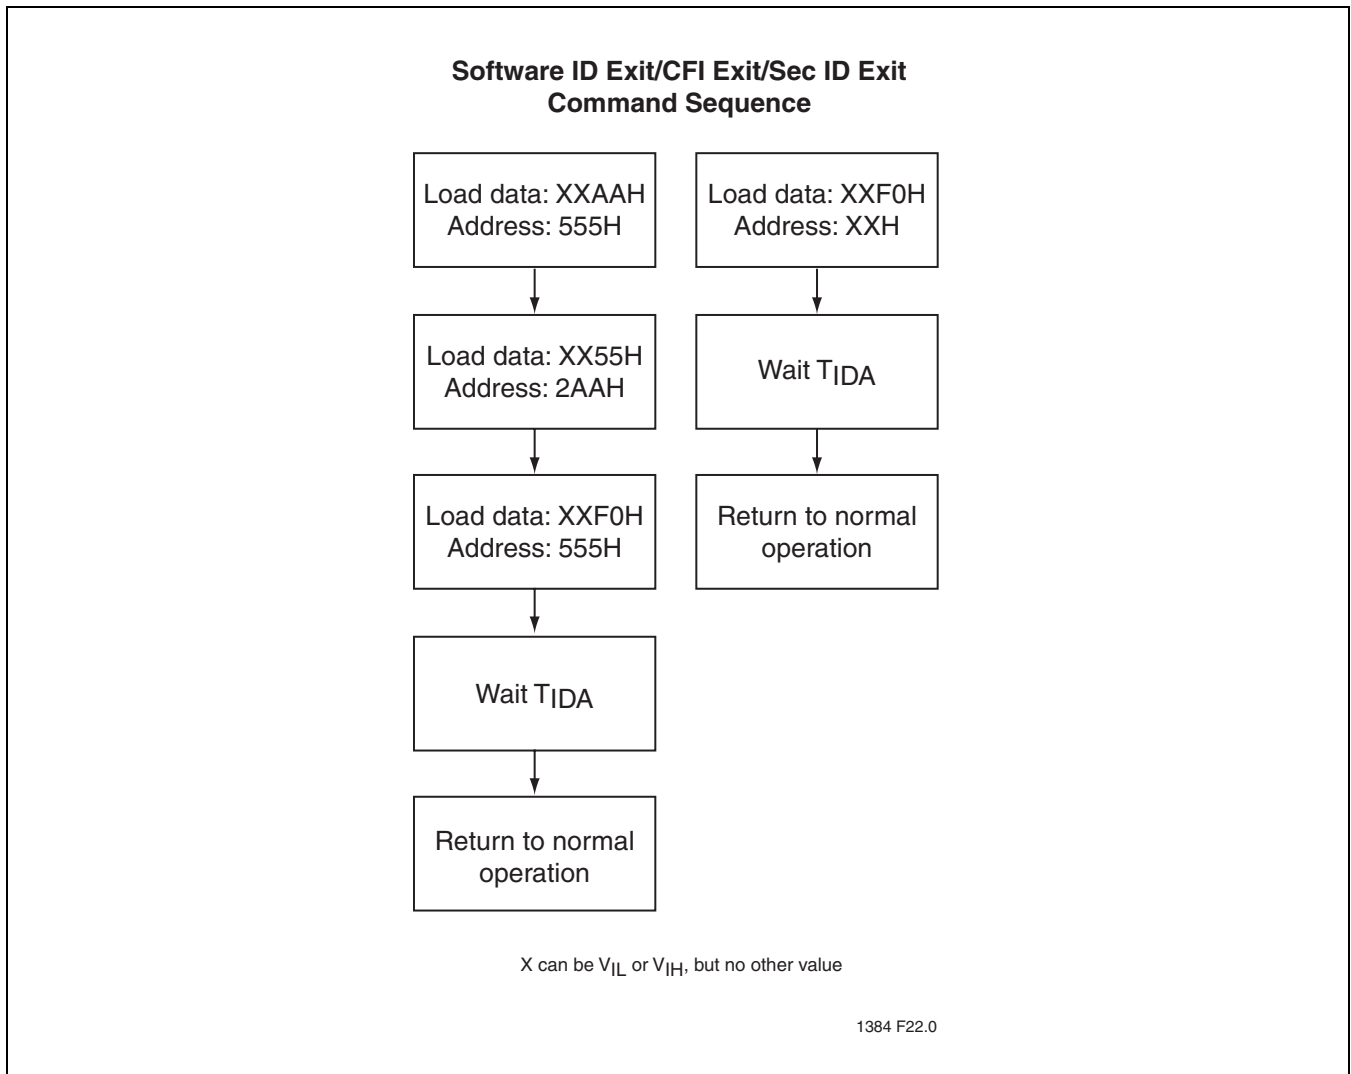 Software ID Exit/CFI Exit/Sec ID Exit
Command Sequence
Load data: XXAAH
Address: 555H
Load data: XX55H
Address: 2AAH
Load data: XXF0H
Address: 555H
Wait TIDA
Return to normal
operation
Load data: XXF0H
Address: XXH
Wait TIDA
Return to normal
operation
X can be VIL or VIH, but no other value
1384 F22.0